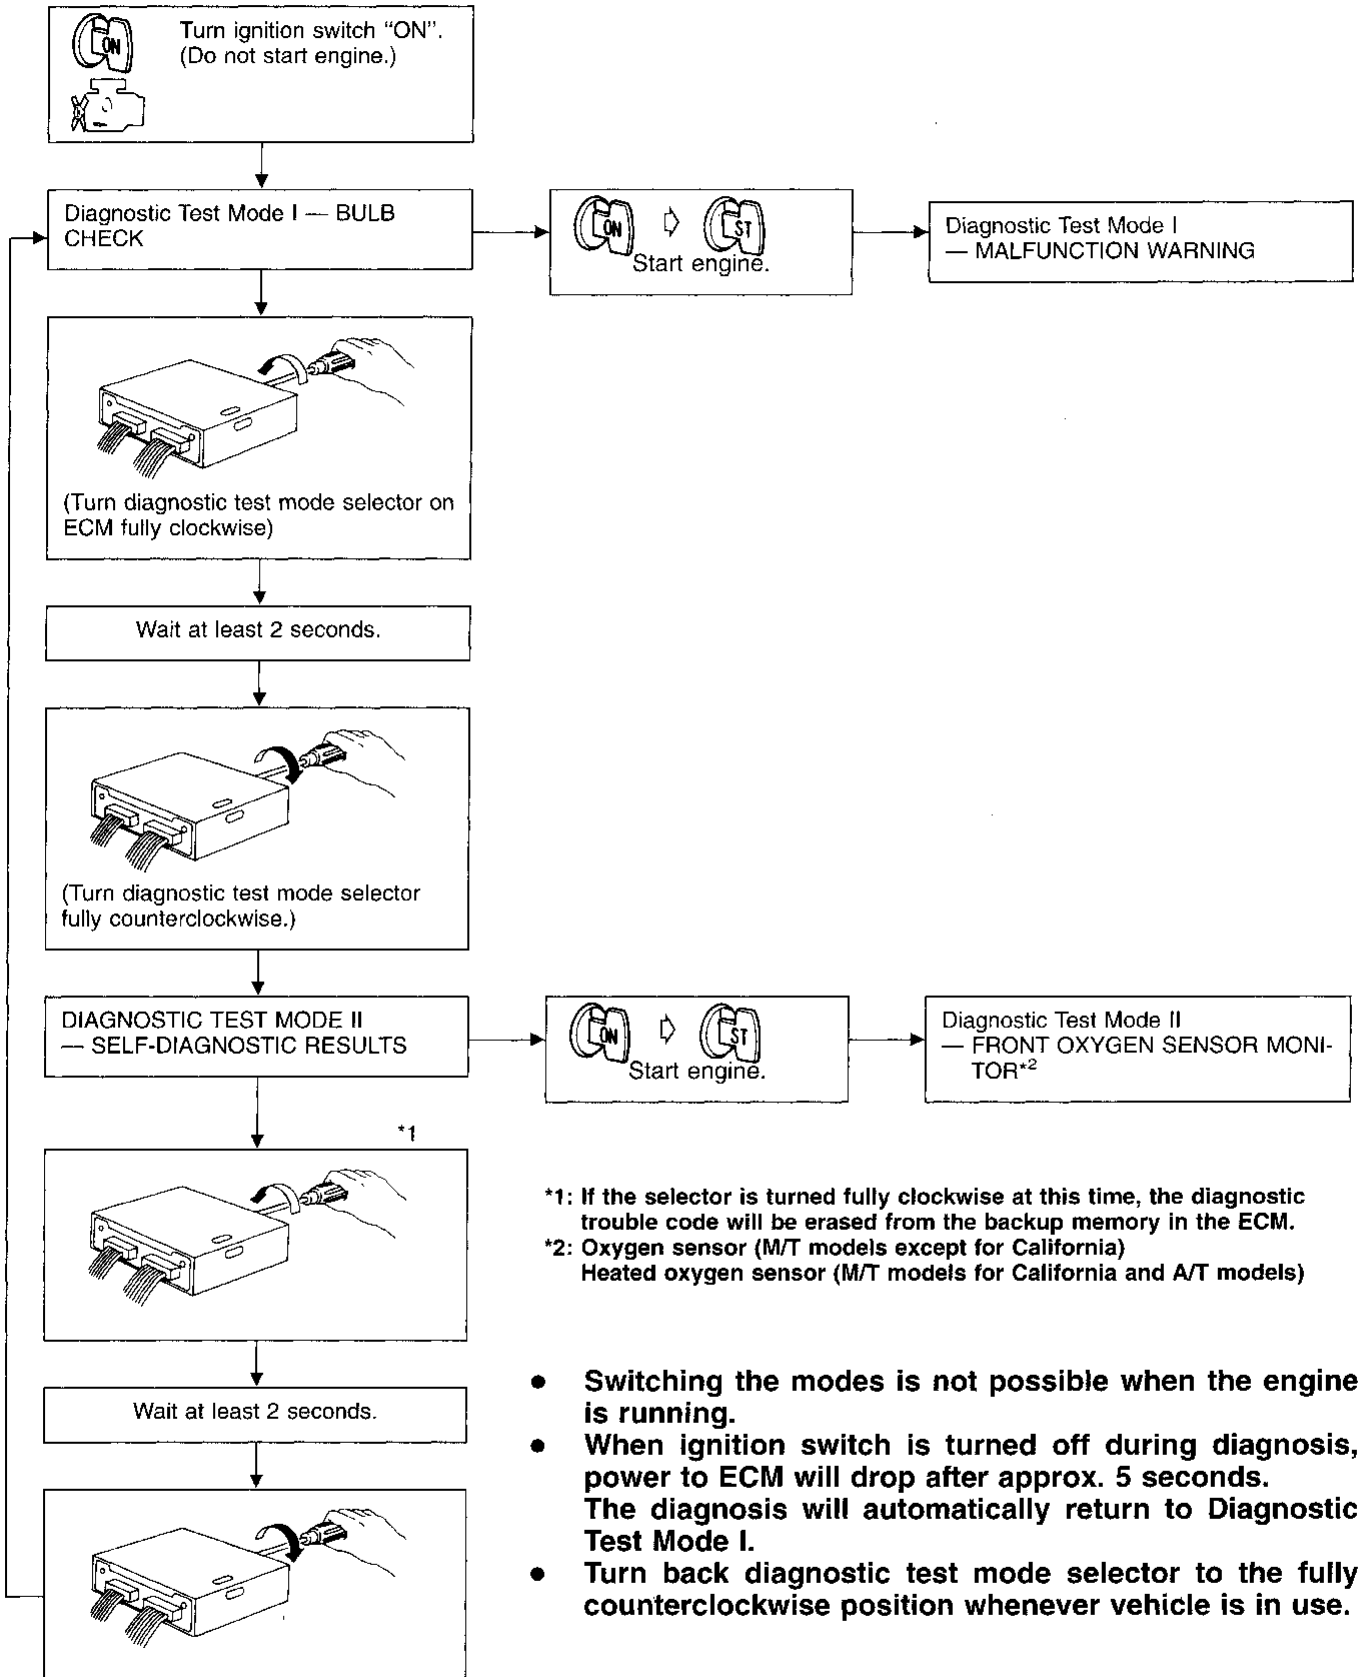 Turn ignition switch “ON”.
(Do not start engine.)
ON
Diagnostic Test Mode I — BULB
CHECK
ON
ST
Start engine.
Diagnostic Test Mode I
— MALFUNCTION WARNING
(Turn diagnostic test mode selector on
ECM fully clockwise)
Wait at least 2 seconds.
(Turn diagnostic test mode selector
fully counterclockwise.)
DIAGNOSTIC TEST MODE II
— SELF-DIAGNOSTIC RESULTS
ON
ST
Start engine.
Diagnostic Test Mode II
— FRONT OXYGEN SENSOR MONI-
TOR*2
*1
*1: If the selector is turned fully clockwise at this time, the diagnostic
trouble code will be erased from the backup memory in the ECM.
*2: Oxygen sensor (M/T models except for California)
Heated oxygen sensor (M/T models for California and A/T models)
Wait at least 2 seconds.
● Switching the modes is not possible when the engine
is running.
● When ignition switch is turned off during diagnosis,
power to ECM will drop after approx. 5 seconds.
The diagnosis will automatically return to Diagnostic
Test Mode I.
● Turn back diagnostic test mode selector to the fully
counterclockwise position whenever vehicle is in use.